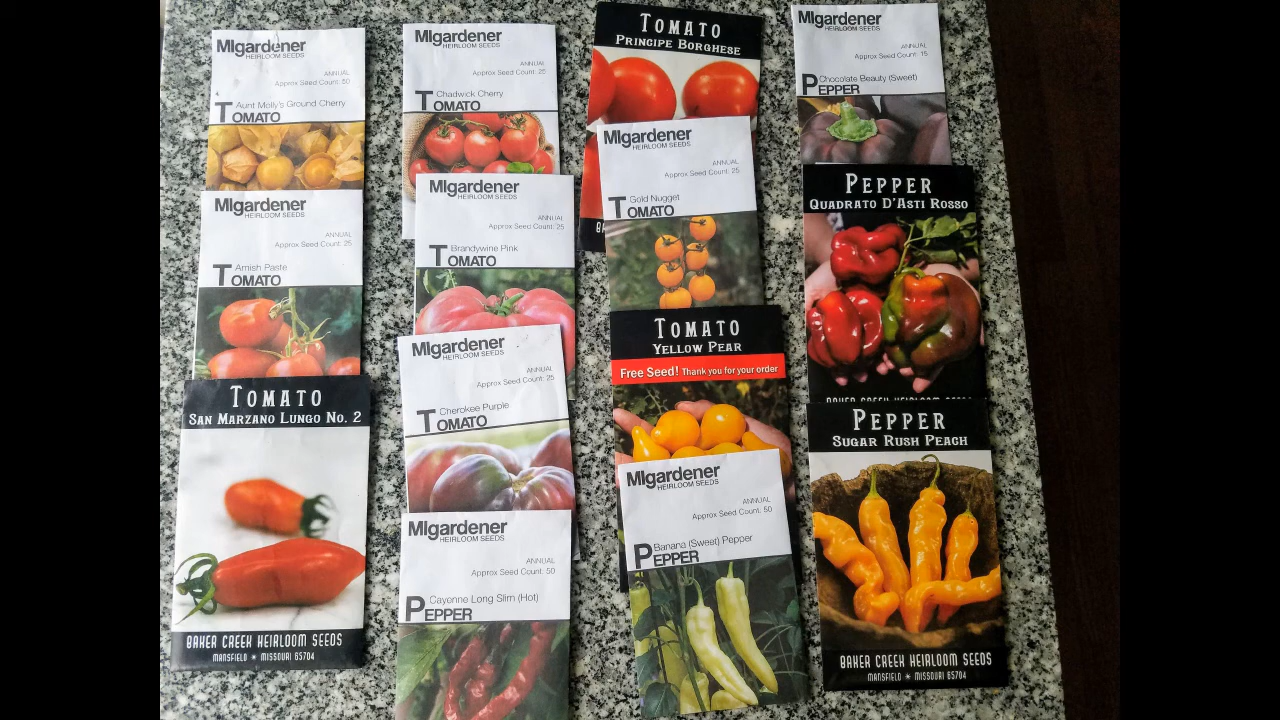 MIgardener
HEIRLOOM SEEDS
ANNUAL
Approx Seed Count: 50
Aunt Molly's Ground Cherry
TOMATO
MIgardener
HEIRLOOM SEEDS
ANNUAL
Approx Seed Count: 25
Amish Paste
TOMATO
TOMATO
SAN MARZANO LUNGO NO. 2
BAKER CREEK HEIRLOOM SEEDS
MANSFIELD * MISSOURI 65704
MIgardener
HEIRLOOM SEEDS
ANNUAL
Approx Seed Count: 25
Chadwick Cherry
TOMATO
MIgardener
HEIRLOOM SEEDS
ANNUAL
Approx Seed Count: 25
Brandywine Pink
TOMATO
MIgardener
HEIRLOOM SEEDS
ANNUAL
Approx Seed Count: 25
Cherokee Purple
TOMATO
MIgardener
HEIRLOOM SEEDS
ANNUAL
Approx Seed Count: 50
Cayenne Long Slim (Hot)
PEPPER
TOMATO
PRINCIPE BORGHESE
MIgardener
HEIRLOOM SEEDS
ANNUAL
Approx Seed Count: 25
Gold Nugget
TOMATO
TOMATO
YELLOW PEAR
Free Seed! Thank you for your order
MIgardener
HEIRLOOM SEEDS
ANNUAL
Approx Seed Count: 50
Banana (Sweet) Pepper
PEPPER
MIgardener
HEIRLOOM SEEDS
ANNUAL
Approx Seed Count: 15
Chocolate Beauty (Sweet)
PEPPER
PEPPER
QUADRATO D'ASTI ROSSO
BAKER CREEK HEIRLOOM SEEDS
PEPPER
SUGAR RUSH PEACH
BAKER CREEK HEIRLOOM SEEDS
MANSFIELD * MISSOURI 65704